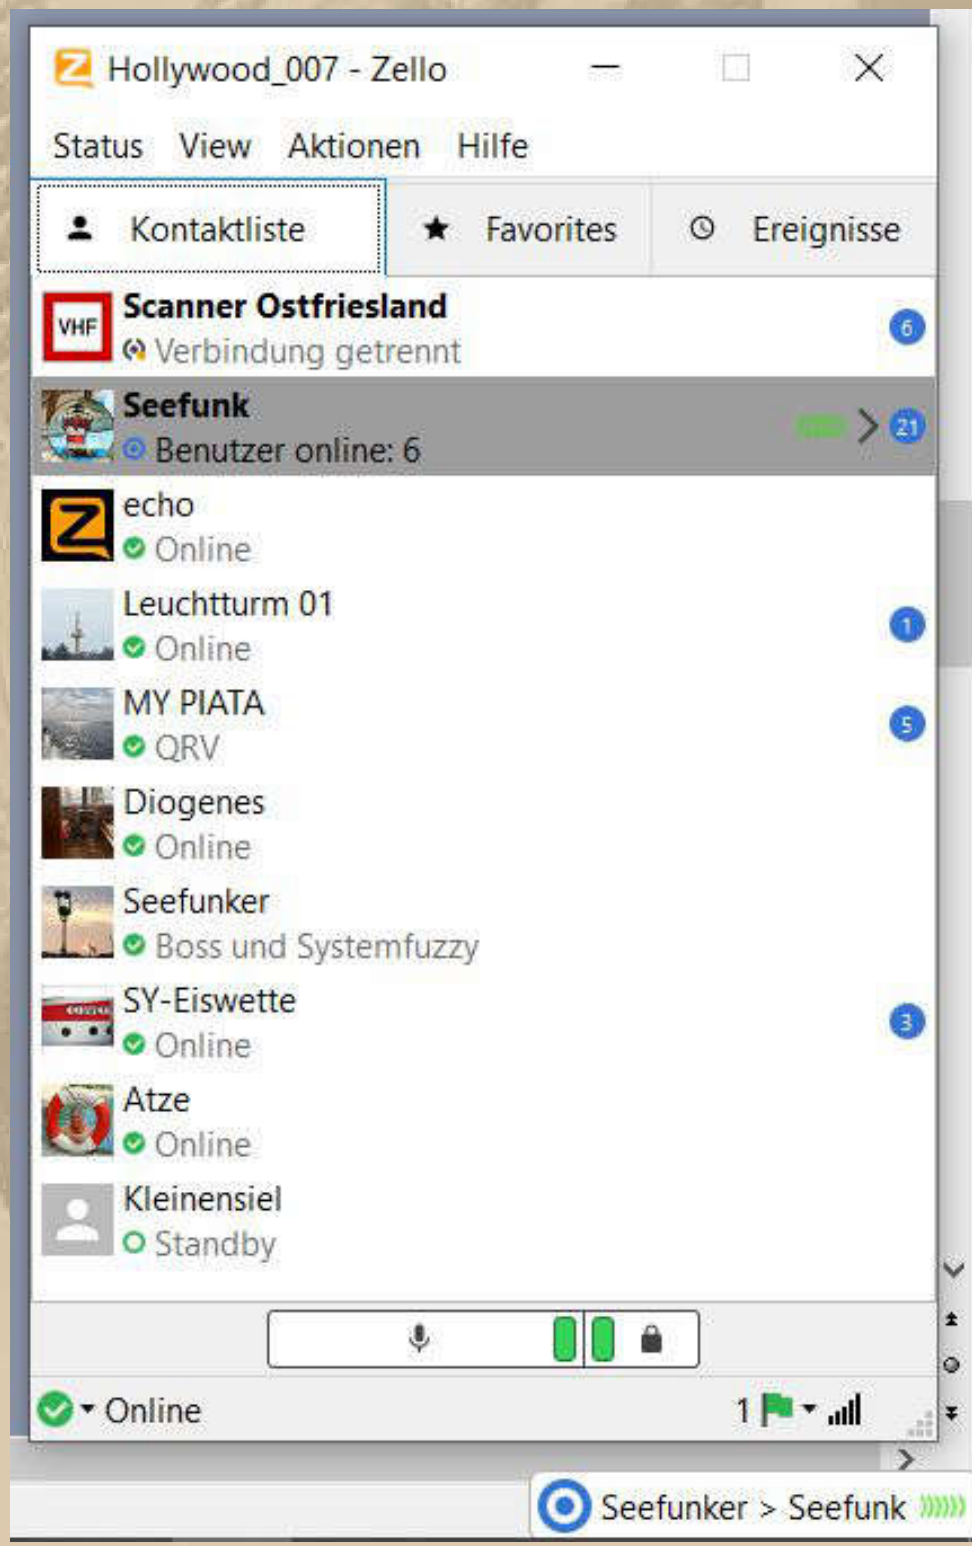 Hollywood_007 - Zello
Status View Aktionen Hilfe
Kontaktliste Favorites Ereignisse
VHF
Scanner Ostfriesland
6
Verbindung getrennt
Seefunk
21
Benutzer online: 6
echo
Online
Leuchtturm 01
1
Online
MY PIATA
5
QRV
Diogenes
Online
Seefunker
Boss und Systemfuzzy
SY-Eiswette
3
Online
Atze
Online
Kleinensiel
Standby
Online 1
Seefunker > Seefunk